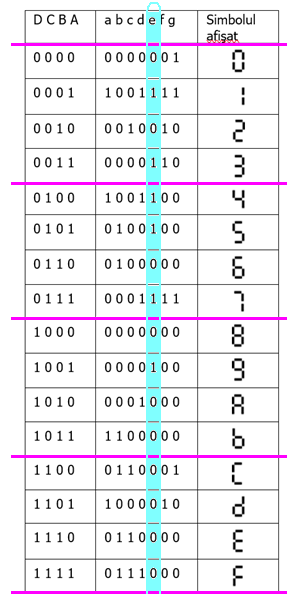 D C B A a b c d e f g Simbolul
afișat
0 0 0 0 0 0 0 0 0 0 1 0
0 0 0 1 1 0 0 1 1 1 1 1
0 0 1 0 0 0 1 0 0 1 0 2
0 0 1 1 0 0 0 0 1 1 0 3
0 1 0 0 1 0 0 1 1 0 0 4
0 1 0 1 0 1 0 0 1 0 0 5
0 1 1 0 0 1 0 0 0 0 0 6
0 1 1 1 0 0 0 1 1 1 1 7
1 0 0 0 0 0 0 0 0 0 0 8
1 0 0 1 0 0 0 0 1 0 0 9
1 0 1 0 0 0 0 1 0 0 0 A
1 0 1 1 1 1 0 0 0 0 0 b
1 1 0 0 0 1 1 0 0 0 1 C
1 1 0 1 1 0 0 0 0 1 0 d
1 1 1 0 0 1 1 0 0 0 0 E
1 1 1 1 0 1 1 1 0 0 0 F